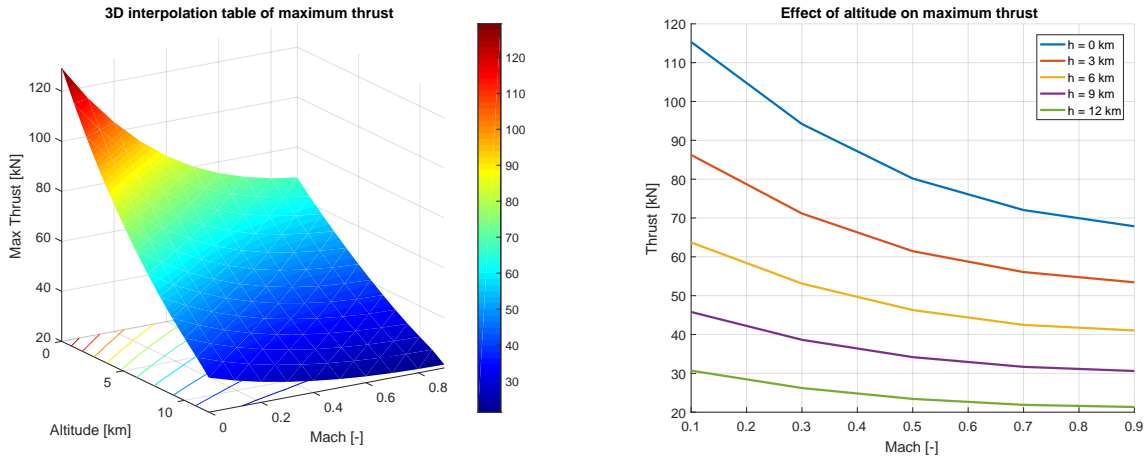 3D interpolation table of maximum thrust
120
100
80
60
40
20
Max Thrust [kN]
0
5
10
Altitude [km]
0
0.2
0.4
0.6
0.8
Mach [-]
120
110
100
90
80
70
60
50
40
30
Effect of altitude on maximum thrust
h = 0 km
h = 3 km
h = 6 km
h = 9 km
h = 12 km
120
110
100
90
80
70
60
50
40
30
20
Thrust [kN]
0.1 0.2 0.3 0.4 0.5 0.6 0.7 0.8 0.9
Mach [-]